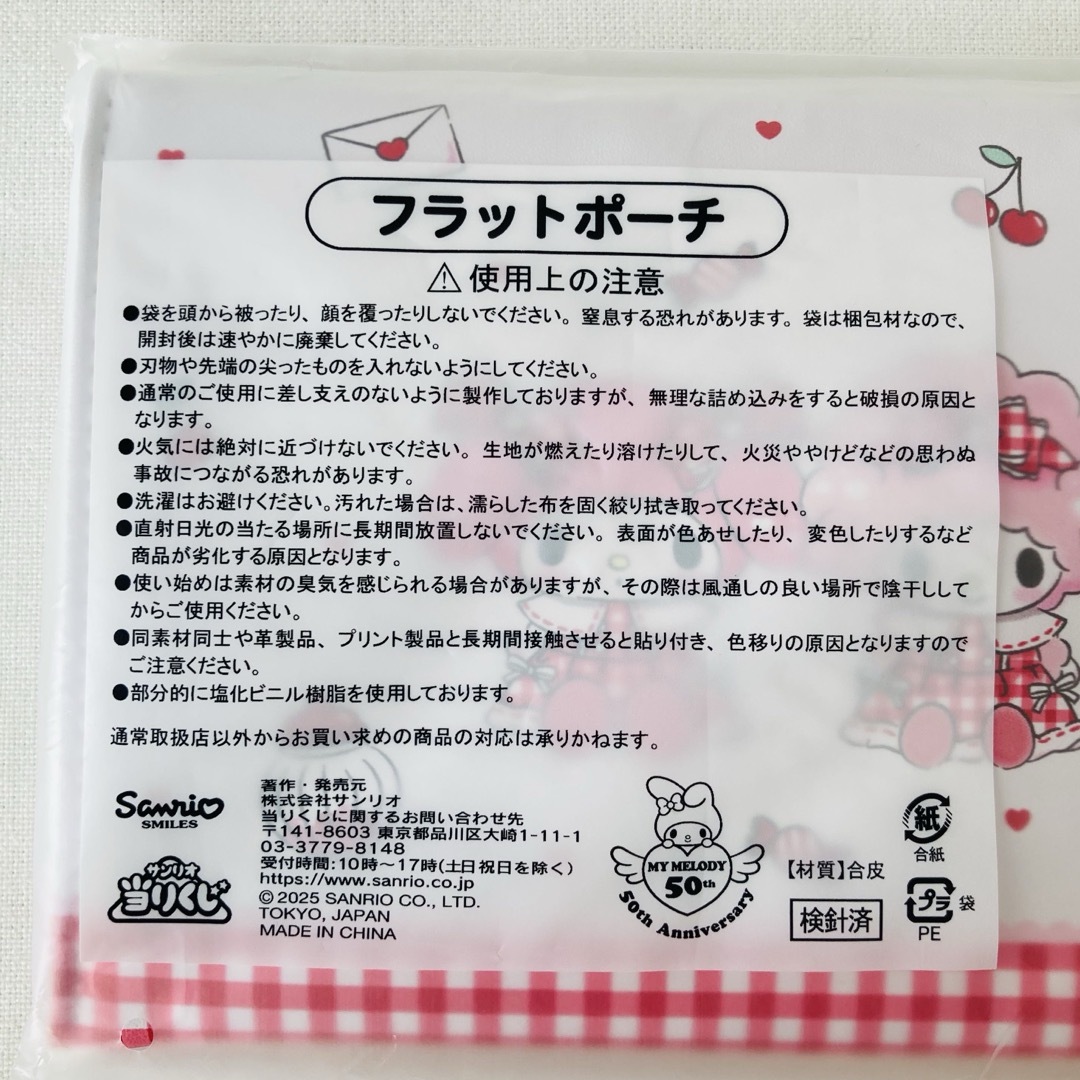 フラットポーチ
⚠使用上の注意
●袋を頭から被ったり、顔を覆ったりしないでください。窒息する恐れがあります。袋は梱包材なので、
開封後は速やかに廃棄してください。
●刃物や先端の尖ったものを入れないようにしてください。
●通常のご使用に差し支えのないように製作しておりますが、無理な詰め込みをすると破損の原因と
なります。
●火気には絶対に近づけないでください。生地が燃えたり溶けたりして、火災ややけどなどの思わぬ
事故につながる恐れがあります。
●洗濯はお避けください。汚れた場合は、濡らした布を固く絞り拭き取ってください。
●直射日光の当たる場所に長期間放置しないでください。表面が色あせしたり、変色したりするなど
商品が劣化する原因となります。
●使い始めは素材の臭気を感じられる場合がありますが、その際は風通しの良い場所で陰干しして
からご使用ください。
●同素材同士や革製品、プリント製品と長期間接触させると貼り付き、色移りの原因となりますので
ご注意ください。
●部分的に塩化ビニル樹脂を使用しております。
通常取扱店以外からお買い求めの商品の対応は承りかねます。
Sanrio
SMILES
サンリオ
当りくじ
著作・発売元
株式会社サンリオ
当りくじに関するお問い合わせ先
〒141-8603 東京都品川区大崎1-11-1
03-3779-8148
受付時間:10時～17時(土日祝日を除く)
https://www.sanrio.co.jp
©2025 SANRIO CO., LTD.
TOKYO, JAPAN
MADE IN CHINA
MY MELODY
50th
50th Anniversary
【材質】合皮
検針済
紙
合紙
プラ 袋
PE